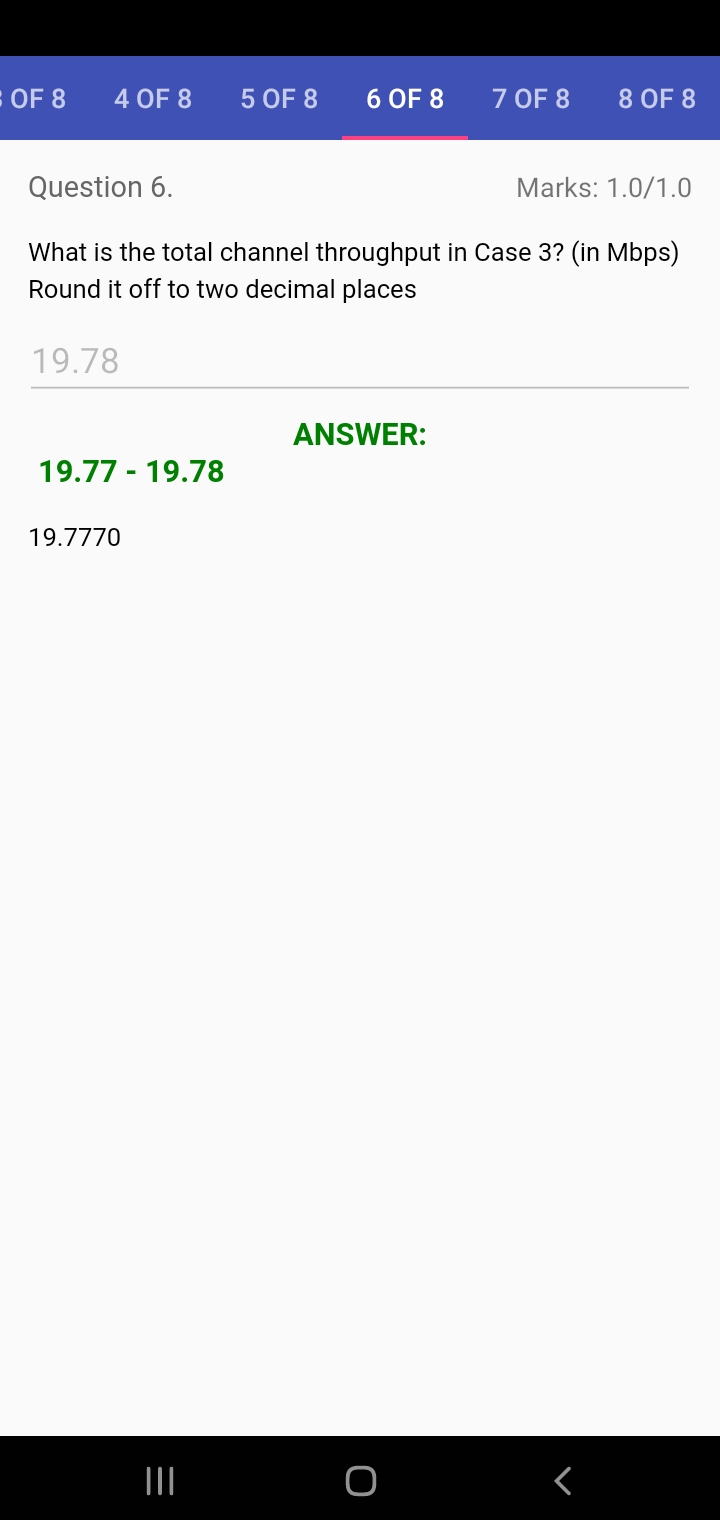 3 OF 8 4 OF 8 5 OF 8 6 OF 8 7 OF 8 8 OF 8
Question 6. Marks: 1.0/1.0
What is the total channel throughput in Case 3? (in Mbps)
Round it off to two decimal places
19.78
ANSWER:
19.77 - 19.78
19.7770